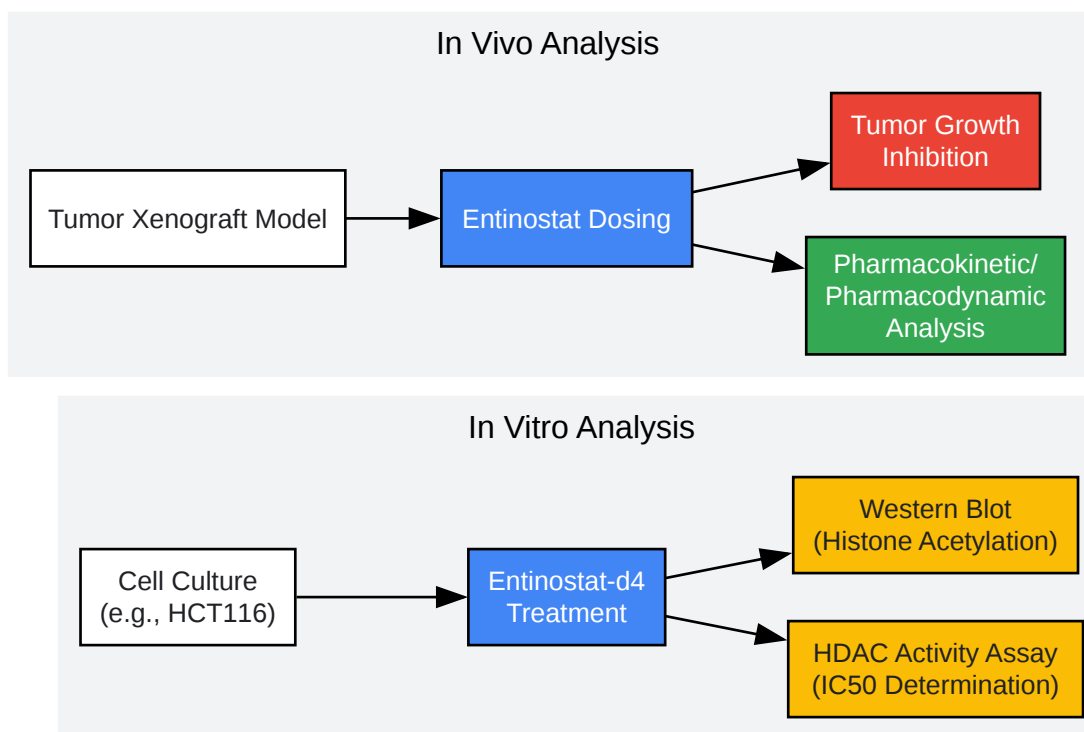 In Vivo Analysis
Tumor Growth
Inhibition
Tumor Xenograft Model
Entinostat Dosing
Pharmacokinetic/
Pharmacodynamic
Analysis
In Vitro Analysis
Western Blot
(Histone Acetylation)
Cell Culture
(e.g., HCT116)
Entinostat-d4
Treatment
HDAC Activity Assay
(IC50 Determination)